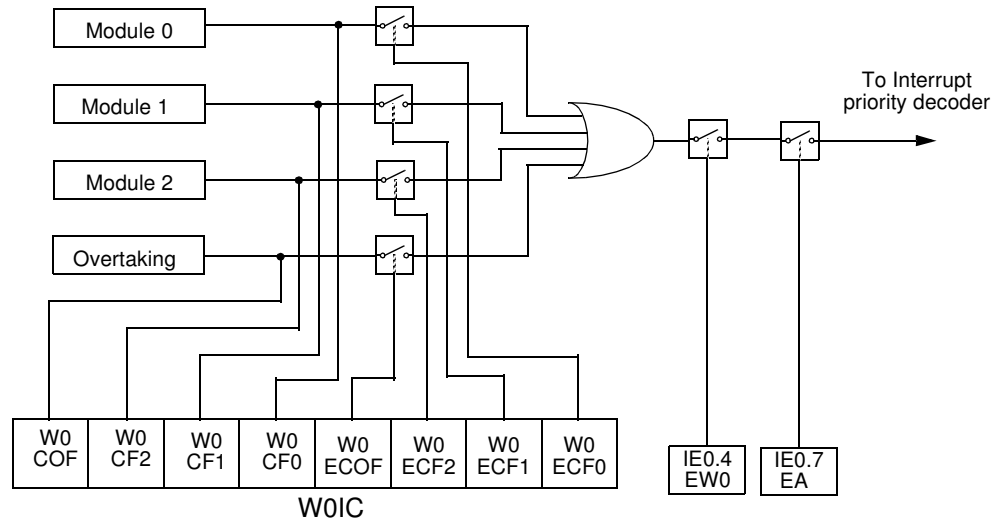 Module 0
Module 1
Module 2
Overtaking
To Interrupt
priority decoder
W0
COF
W0
CF2
W0
CF1
W0
CF0
W0
ECOF
W0
ECF2
W0
ECF1
W0
ECF0
W0IC
IE0.4
EW0
IE0.7
EA